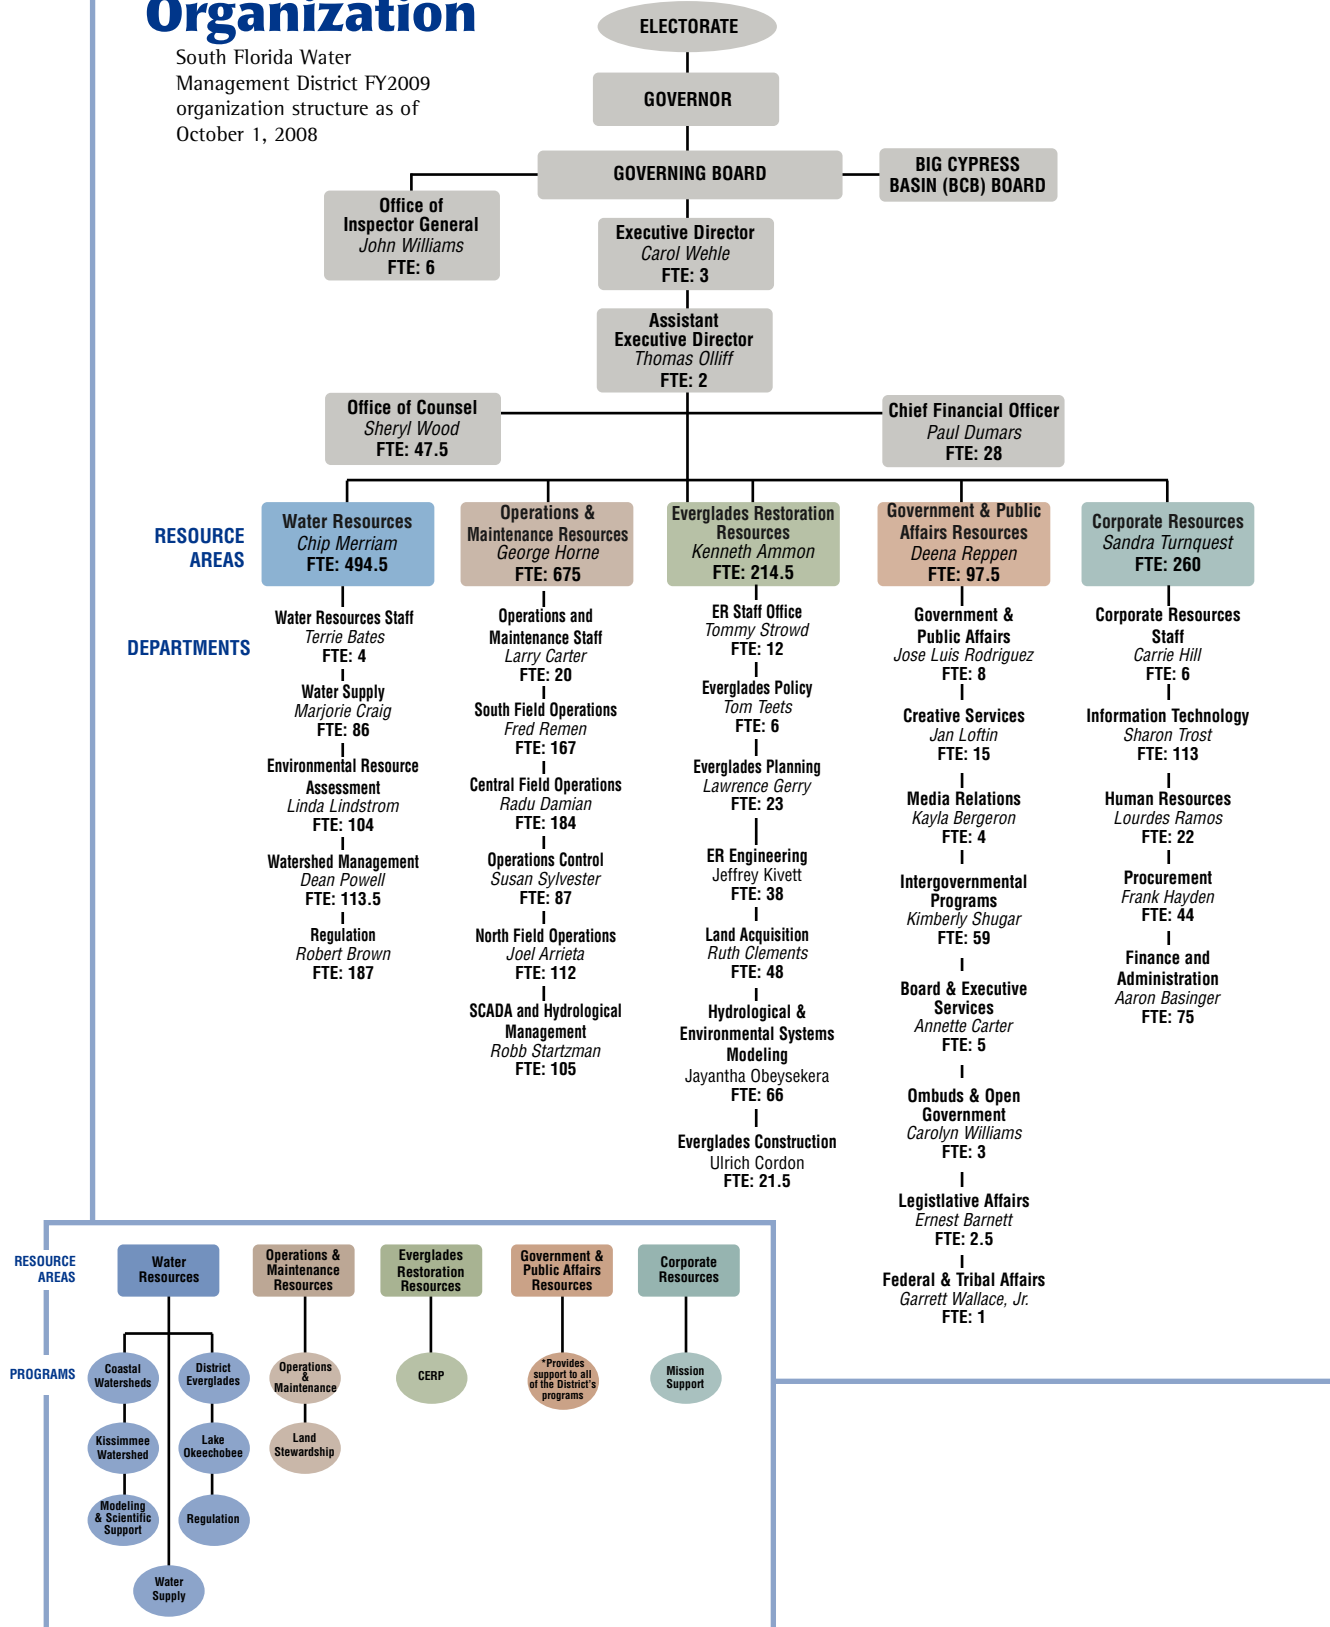 Organization
South Florida Water
Management District FY2009
organization structure as of
October 1, 2008
ELECTORATE
GOVERNOR
GOVERNING BOARD
BIG CYPRESS
BASIN (BCB) BOARD
Office of
Inspector General
John Williams
FTE: 6
Executive Director
Carol Wehle
FTE: 3
Assistant
Executive Director
Thomas Olliff
FTE: 2
Office of Counsel
Sheryl Wood
FTE: 47.5
Chief Financial Officer
Paul Dumars
FTE: 28
RESOURCE
AREAS
Water Resources
Chip Merriam
FTE: 494.5
Operations &
Maintenance Resources
George Horne
FTE: 675
Everglades Restoration
Resources
Kenneth Ammon
FTE: 214.5
Government & Public
Affairs Resources
Deena Reppen
FTE: 97.5
Corporate Resources
Sandra Turnquest
FTE: 260
DEPARTMENTS
Water Resources Staff
Terrie Bates
FTE: 4
Water Supply
Marjorie Craig
FTE: 86
Environmental Resource
Assessment
Linda Lindstrom
FTE: 104
Watershed Management
Dean Powell
FTE: 113.5
Regulation
Robert Brown
FTE: 187
Operations and
Maintenance Staff
Larry Carter
FTE: 20
South Field Operations
Fred Remen
FTE: 167
Central Field Operations
Radu Damian
FTE: 184
Operations Control
Susan Sylvester
FTE: 87
North Field Operations
Joel Arrieta
FTE: 112
SCADA and Hydrological
Management
Robb Startzman
FTE: 105
ER Staff Office
Tommy Strowd
FTE: 12
Everglades Policy
Tom Teets
FTE: 6
Everglades Planning
Lawrence Gerry
FTE: 23
ER Engineering
Jeffrey Kivett
FTE: 38
Land Acquisition
Ruth Clements
FTE: 48
Hydrological &
Environmental Systems
Modeling
Jayantha Obeysekera
FTE: 66
Everglades Construction
Ulrich Cordon
FTE: 21.5
Government &
Public Affairs
Jose Luis Rodriguez
FTE: 8
Creative Services
Jan Loftin
FTE: 15
Media Relations
Kayla Bergeron
FTE: 4
Intergovernmental
Programs
Kimberly Shugar
FTE: 59
Board & Executive
Services
Annette Carter
FTE: 5
Ombuds & Open
Government
Carolyn Williams
FTE: 3
Legistlative Affairs
Ernest Barnett
FTE: 2.5
Federal & Tribal Affairs
Garrett Wallace, Jr.
FTE: 1
Corporate Resources
Staff
Carrie Hill
FTE: 6
Information Technology
Sharon Trost
FTE: 113
Human Resources
Lourdes Ramos
FTE: 22
Procurement
Frank Hayden
FTE: 44
Finance and
Administration
Aaron Basinger
FTE: 75
RESOURCE
AREAS
Water
Resources
Operations &
Maintenance
Resources
Everglades
Restoration
Resources
Government &
Public Affairs
Resources
Corporate
Resources
PROGRAMS
Coastal
Watersheds
District
Everglades
Operations
&
Maintenance
CERP
*Provides
support to all
of the District's
programs
Mission
Support
Kissimmee
Watershed
Lake
Okeechobee
Land
Stewardship
Modeling
& Scientific
Support
Regulation
Water
Supply